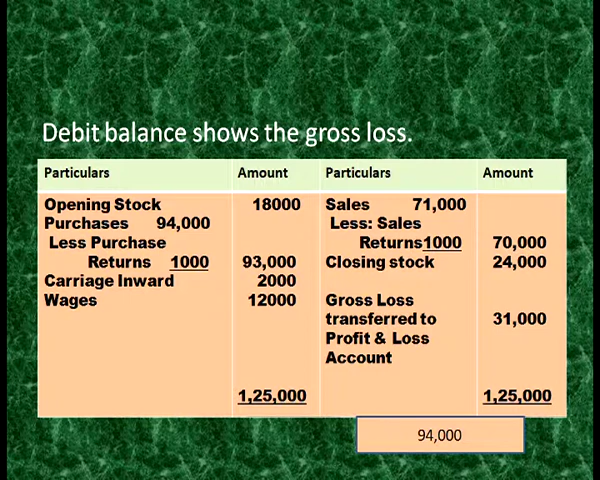 Debit balance shows the gross loss.
Particulars Amount Particulars Amount
Opening Stock 18000 Sales 71,000
Purchases 94,000 Less: Sales
Less Purchase Returns1000 70,000
Returns 1000 93,000 Closing stock 24,000
Carriage Inward 2000
Wages 12000 Gross Loss
transferred to 31,000
Profit & Loss
Account
1,25,000 1,25,000
94,000